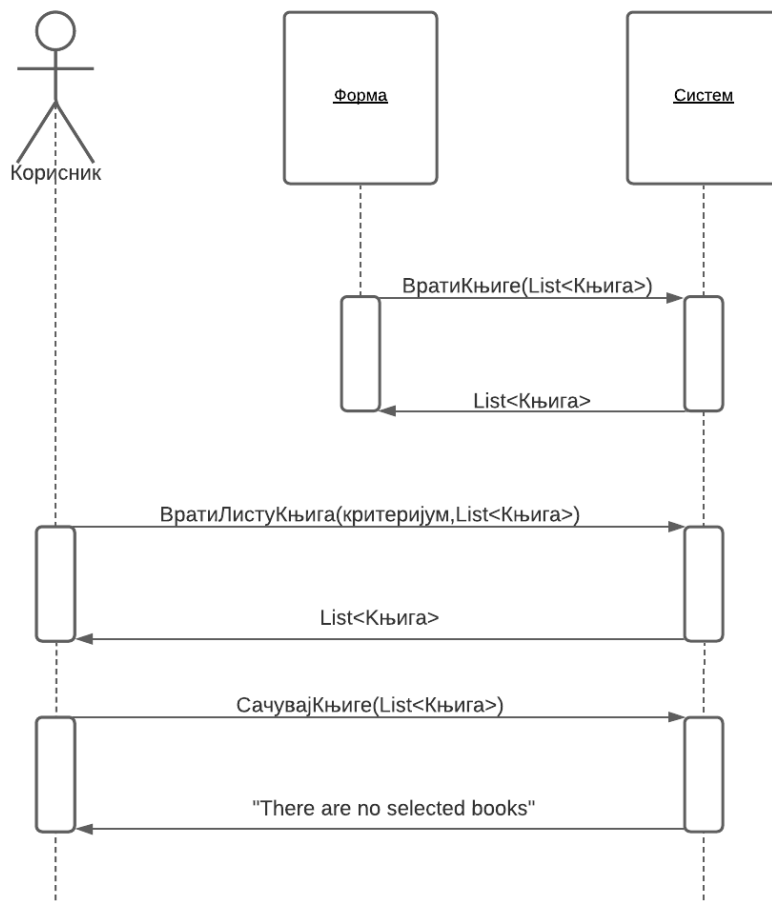 Форма
Систем
Корисник
ВратиКњиге(List<Књига>)
List<Књига>
ВратиЛистуКњига(критеријум,List<Књига>)
List<Књига>
СачувајКњиге(List<Књига>)
"There are no selected books"